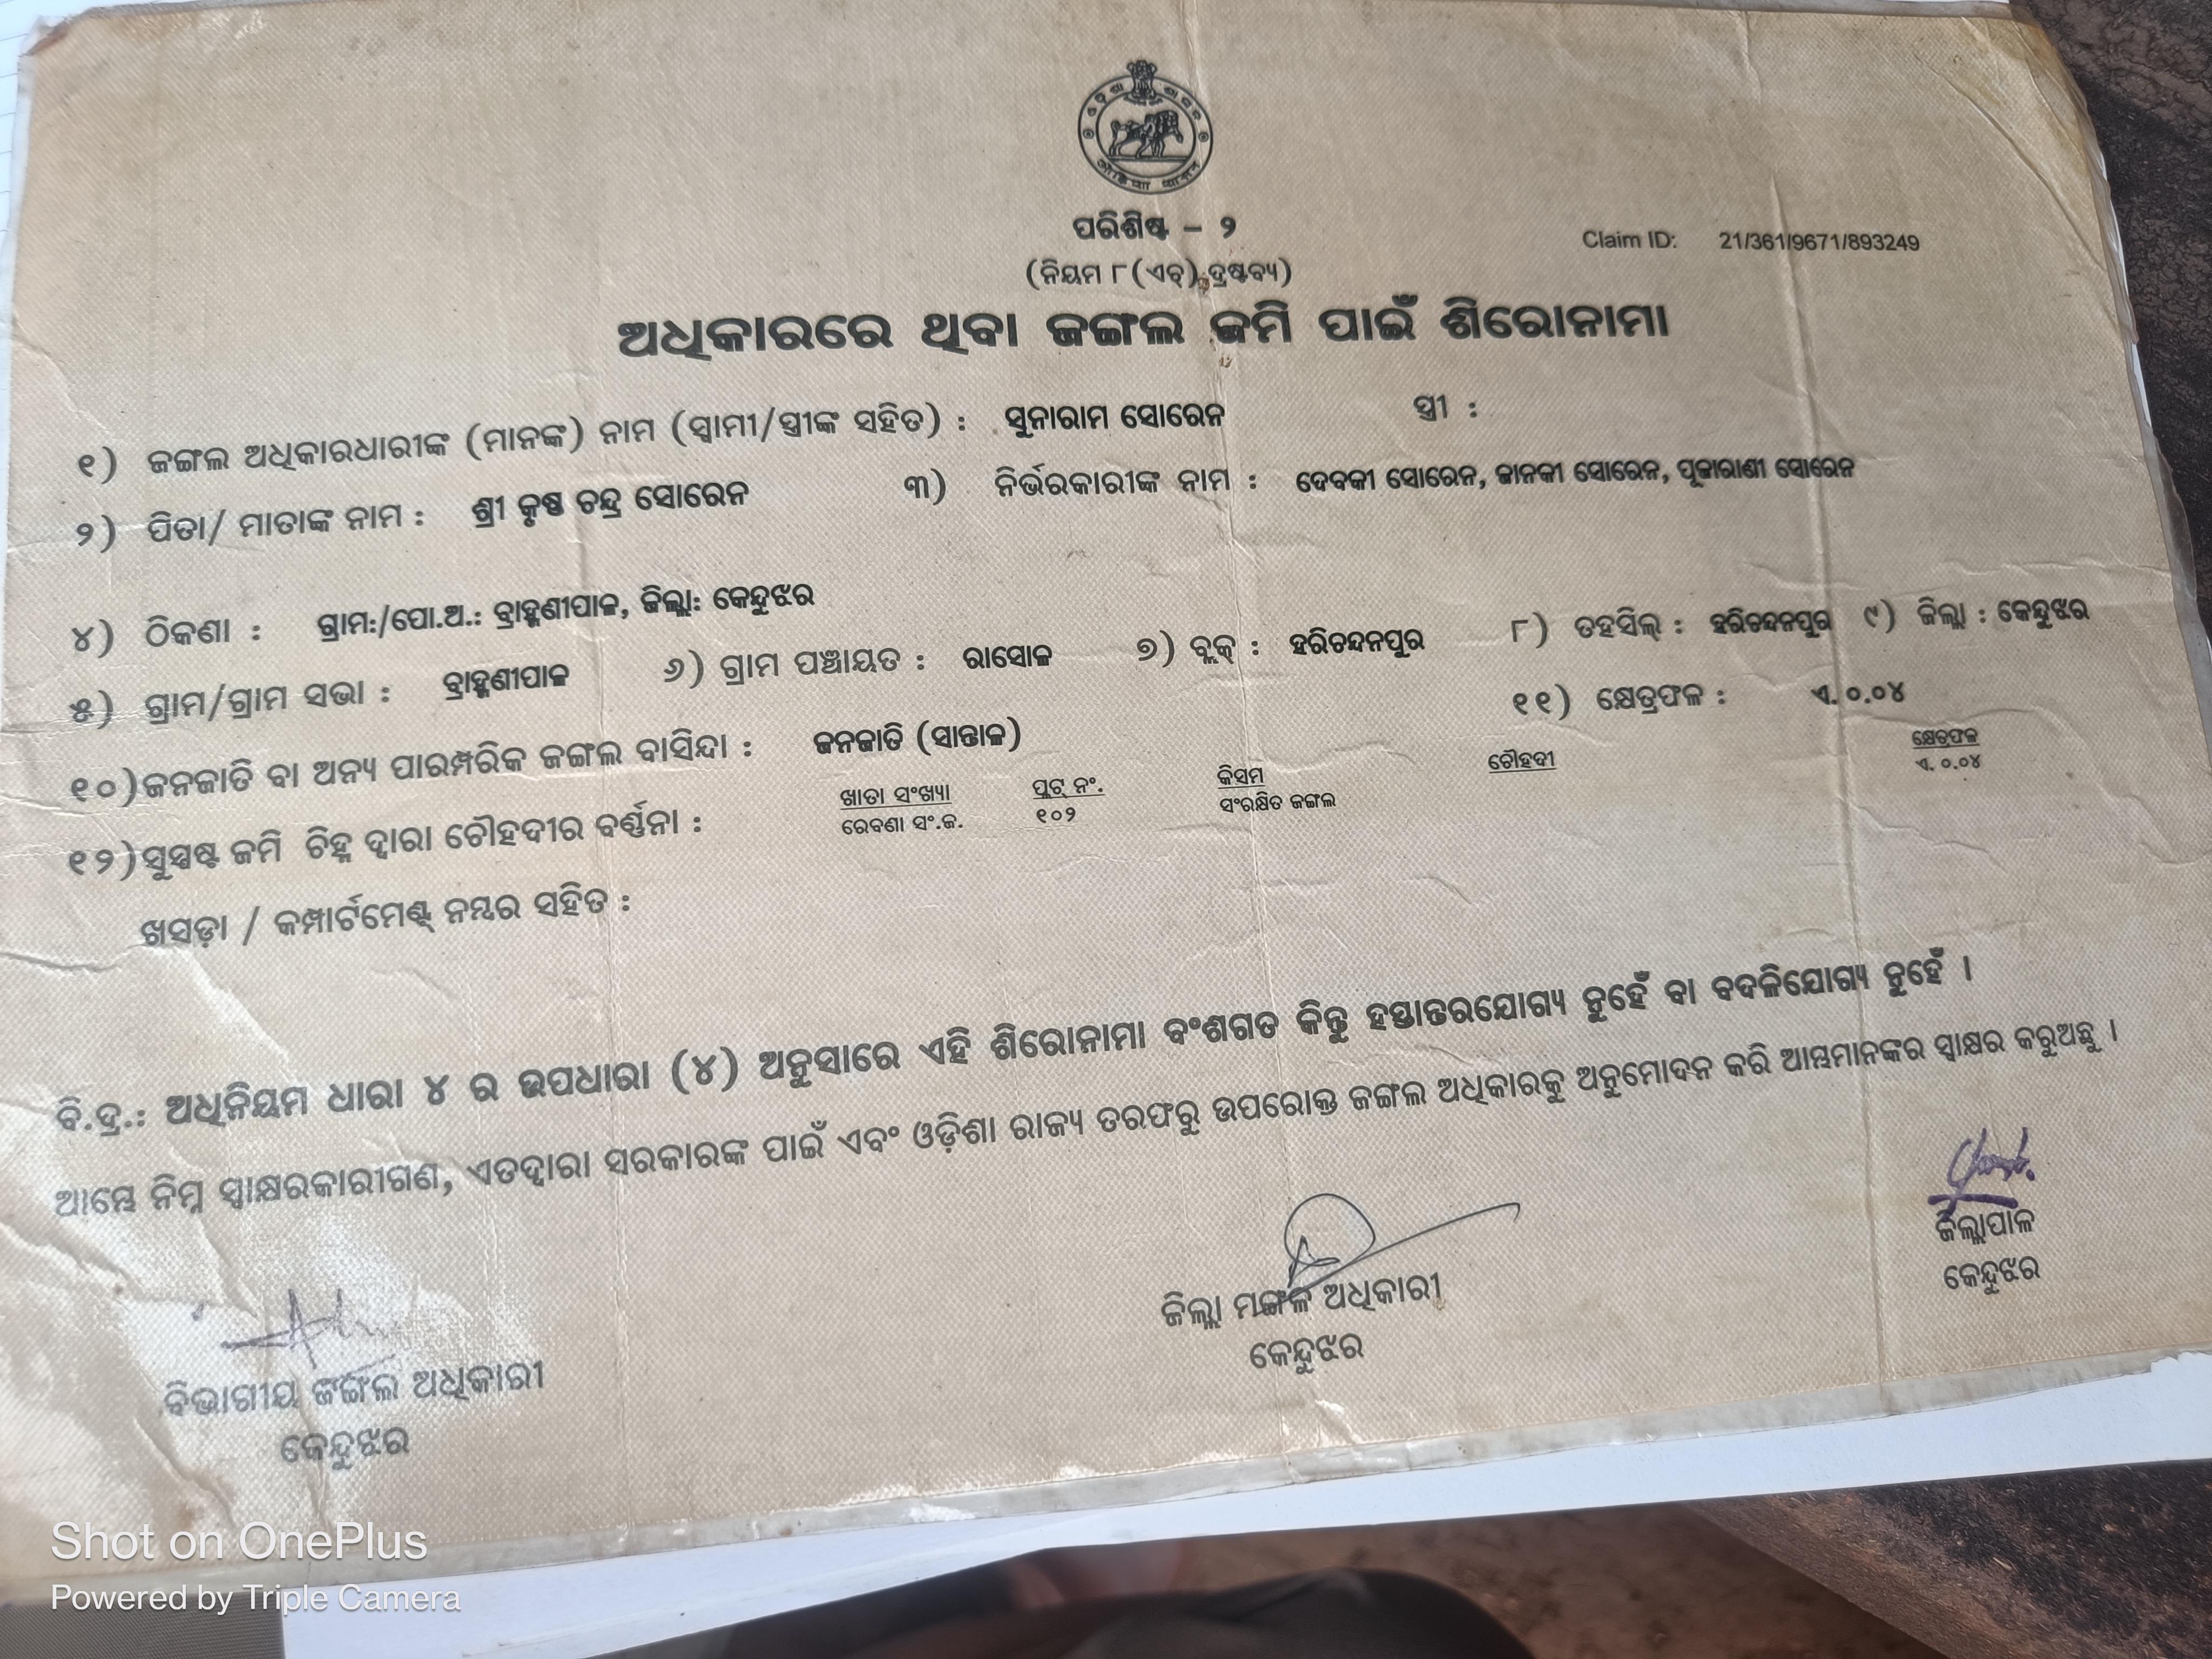 ଓଡ଼ିଶା ଶାସନ
ପରିଶିଷ୍ଟ – ୨
Claim ID: 21/361/9671/893249
(ନିୟମ ୮(ଏଚ୍) ଦ୍ରଷ୍ଟବ୍ୟ)
ଅଧିକାରରେ ଥିବା ଜଙ୍ଗଲ ଜମି ପାଇଁ ଶିରୋନାମା
୧) ଜଙ୍ଗଲ ଅଧିକାରଧାରୀଙ୍କ (ମାନଙ୍କ) ନାମ (ସ୍ୱାମୀ/ସ୍ତ୍ରୀଙ୍କ ସହିତ) : ସୁନାରାମ ସୋରେନ ସ୍ତ୍ରୀ :
୨) ପିତା/ ମାତାଙ୍କ ନାମ : ଶ୍ରୀ କୃଷ୍ଣ ଚନ୍ଦ୍ର ସୋରେନ ୩) ନିର୍ଭରକାରୀଙ୍କ ନାମ : ଦେବକୀ ସୋରେନ, ଜାନକୀ ସୋରେନ, ପୂଜାରାଣୀ ସୋରେନ
୪) ଠିକଣା : ଗ୍ରାମ:/ପୋ.ଅ.: ବ୍ରାହ୍ମଣୀପାଳ, ଜିଲ୍ଲା: କେନ୍ଦୁଝର
୫) ଗ୍ରାମ/ଗ୍ରାମ ସଭା : ବ୍ରାହ୍ମଣୀପାଳ ୬) ଗ୍ରାମ ପଞ୍ଚାୟତ : ରାସୋଳ ୭) ବ୍ଲକ୍ : ହରିଚନ୍ଦନପୁର ୮) ତହସିଲ୍ : ହରିଚନ୍ଦନପୁର ୯) ଜିଲ୍ଲା : କେନ୍ଦୁଝର
୧୦)ଜନଜାତି ବା ଅନ୍ୟ ପାରମ୍ପରିକ ଜଙ୍ଗଲ ବାସିନ୍ଦା : ଜନଜାତି (ସାନ୍ତାଳ) ୧୧) କ୍ଷେତ୍ରଫଳ : ଏ. ୦.୦୪
୧୨)ସୁସ୍ପଷ୍ଟ ଜମି ଚିହ୍ନ ଦ୍ୱାରା ଚୌହଦୀର ବର୍ଣ୍ଣନା : ଖାତା ସଂଖ୍ୟା ପ୍ଲଟ୍ ନଂ. କିସମ ଚୌହଦୀ କ୍ଷେତ୍ରଫଳ
ରେବଣା ସଂ.ଜ. ୧୦୨ ସଂରକ୍ଷିତ ଜଙ୍ଗଲ ଏ. ୦.୦୪
ଖସଡ଼ା / କମ୍ପାର୍ଟମେଣ୍ଟ୍ ନମ୍ବର ସହିତ :
ବି.ଦ୍ର.: ଅଧିନିୟମ ଧାରା ୪ ର ଉପଧାରା (୪) ଅନୁସାରେ ଏହି ଶିରୋନାମା ବଂଶଗତ କିନ୍ତୁ ହସ୍ତାନ୍ତରଯୋଗ୍ୟ ନୁହେଁ ବା ବଦଳିଯୋଗ୍ୟ ନୁହେଁ ।
ଆମ୍ଭେ ନିମ୍ନ ସ୍ୱାକ୍ଷରକାରୀଗଣ, ଏତଦ୍ୱାରା ସରକାରଙ୍କ ପାଇଁ ଏବଂ ଓଡ଼ିଶା ରାଜ୍ୟ ତରଫରୁ ଉପରୋକ୍ତ ଜଙ୍ଗଲ ଅଧିକାରକୁ ଅନୁମୋଦନ କରି ଆମ୍ଭମାନଙ୍କର ସ୍ୱାକ୍ଷର କରୁଅଛୁ ।
ବିଭାଗୀୟ ଜଙ୍ଗଲ ଅଧିକାରୀ
କେନ୍ଦୁଝର
ଜିଲ୍ଲା ମଙ୍ଗଳ ଅଧିକାରୀ
କେନ୍ଦୁଝର
ଜିଲ୍ଲାପାଳ
କେନ୍ଦୁଝର
Shot on OnePlus
Powered by Triple Camera